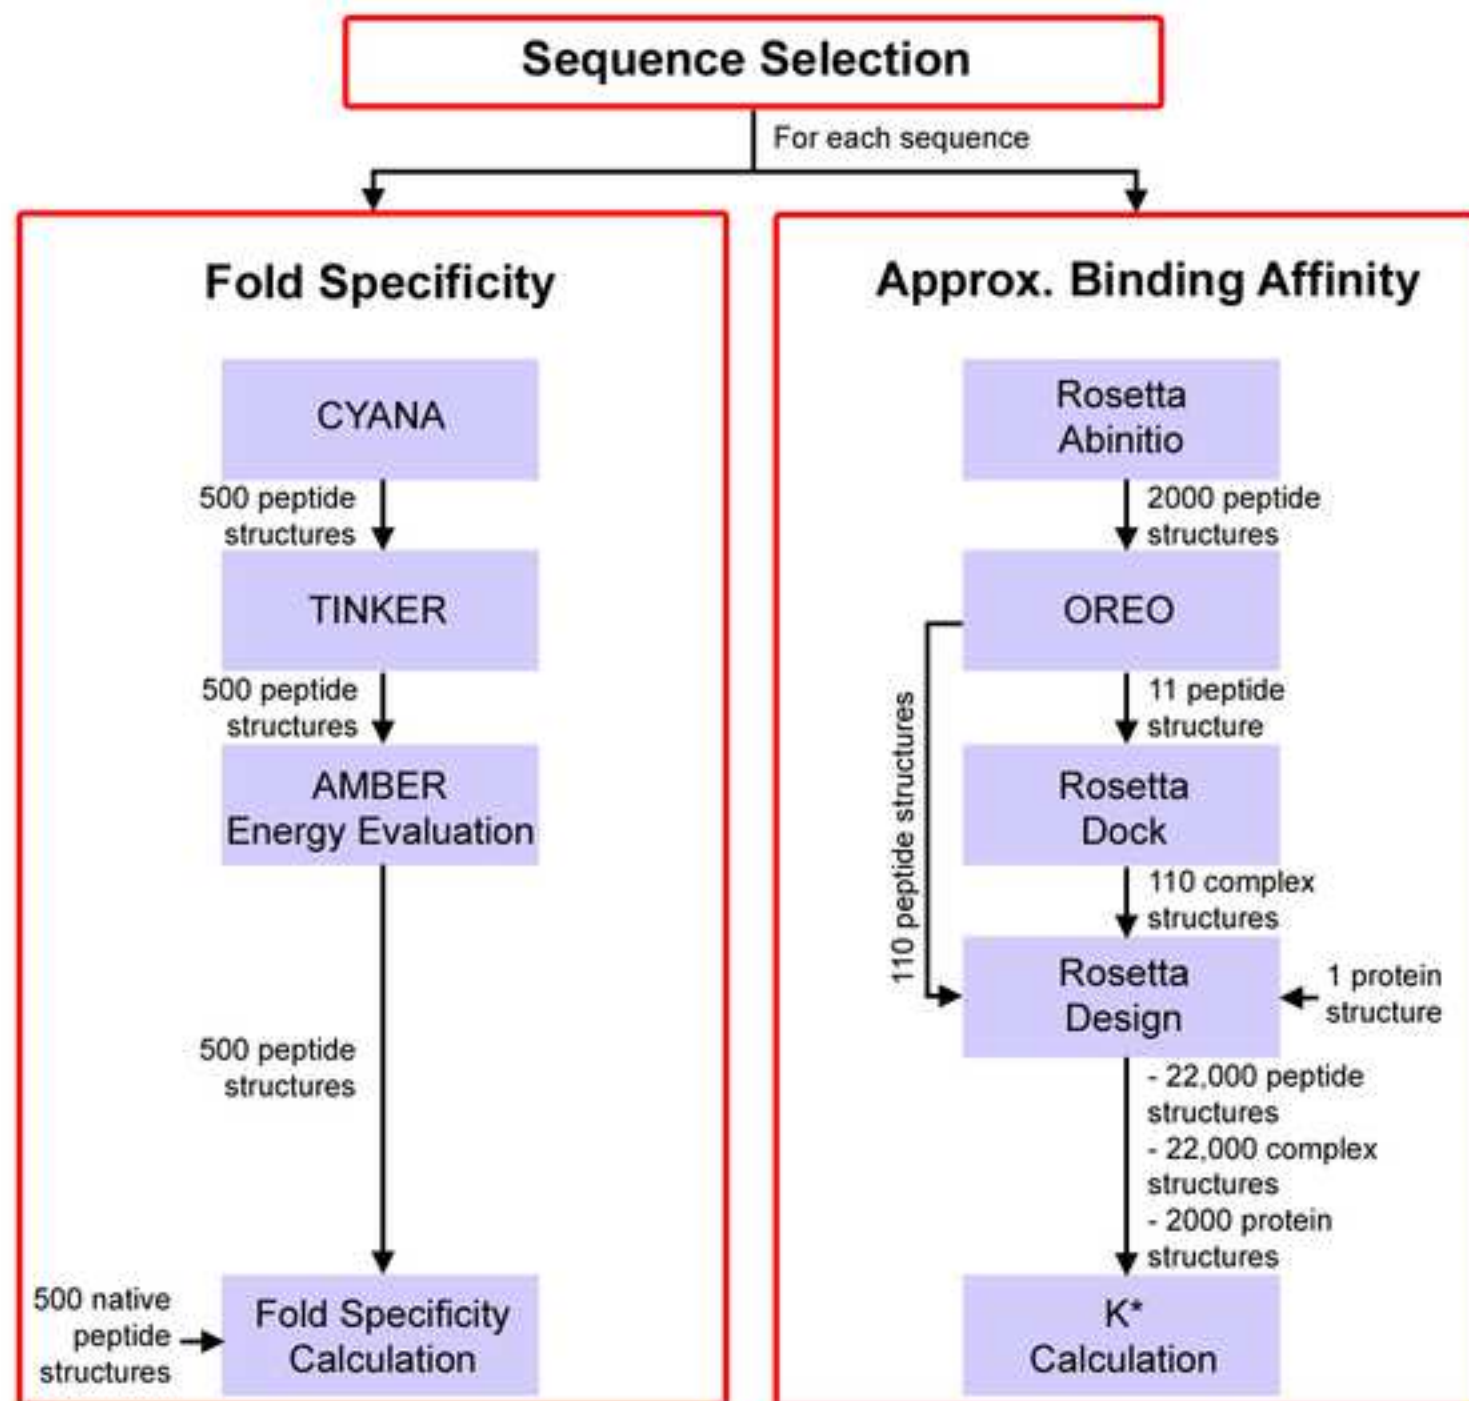 Sequence Selection
For each sequence
Fold Specificity
CYANA
500 peptide
structures
TINKER
500 peptide
structures
AMBER
Energy Evaluation
500 peptide
structures
500 native
peptide
structures
Fold Specificity
Calculation
Approx. Binding Affinity
Rosetta
Abinitio
2000 peptide
structures
OREO
110 peptide structures
11 peptide
structure
Rosetta
Dock
110 complex
structures
Rosetta
Design
1 protein
structure
- 22,000 peptide
structures
- 22,000 complex
structures
- 2000 protein
structures
K*
Calculation